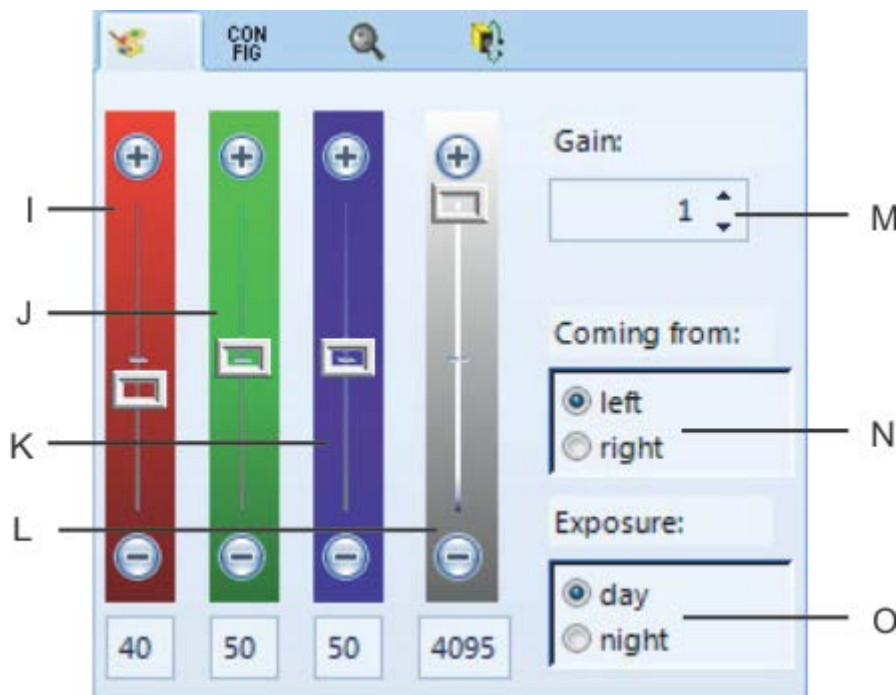 CON
FIG
Gain:
I
1
M
J
Coming from:
left
N
K
right
L
Exposure:
day
O
night
40
50
50
4095